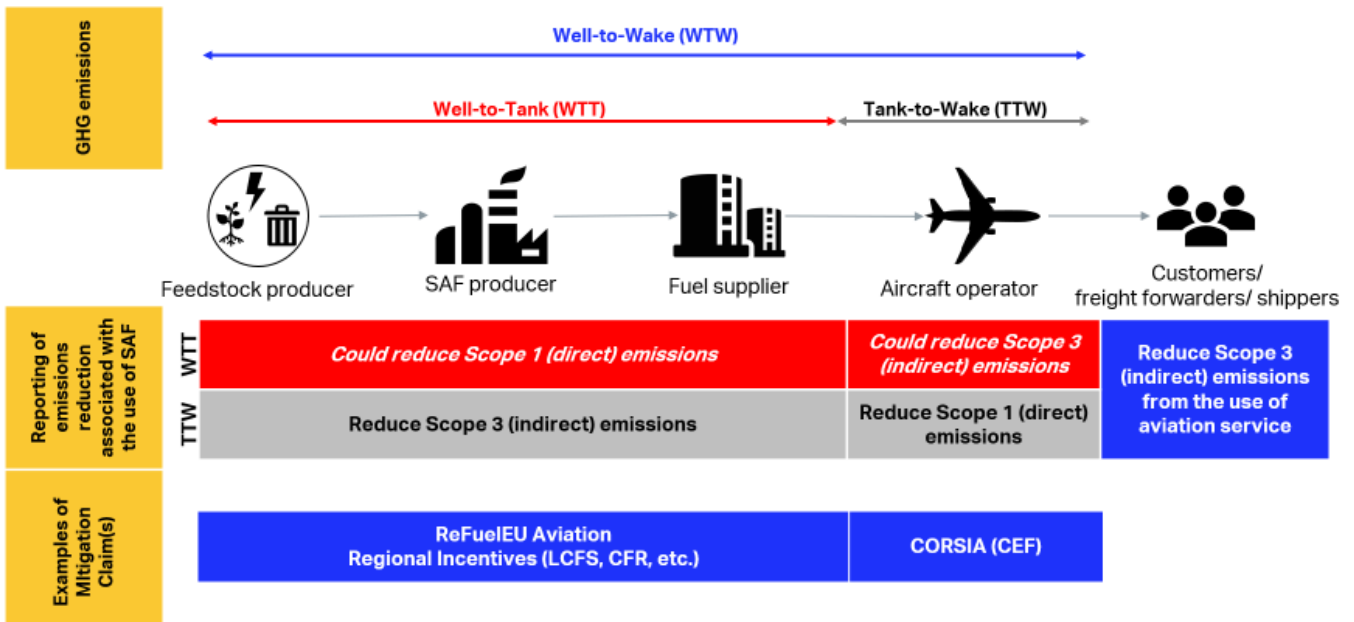 GHG emissions
Well-to-Wake (WTW)
Well-to-Tank (WTT)
Tank-to-Wake (TTW)
Feedstock producer
SAF producer
Fuel supplier
Aircraft operator
Customers/
freight forwarders/ shippers
Reporting of
emissions
reduction
associated with
the use of SAF
WTT
Could reduce Scope 1 (direct) emissions
Could reduce Scope 3
(indirect) emissions
TTW
Reduce Scope 3 (indirect) emissions
Reduce Scope 1 (direct)
emissions
Reduce Scope 3
(indirect) emissions
from the use of
aviation service
Examples of
MItigation
Claim(s)
ReFuelEU Aviation
Regional Incentives (LCFS, CFR, etc.)
CORSIA (CEF)